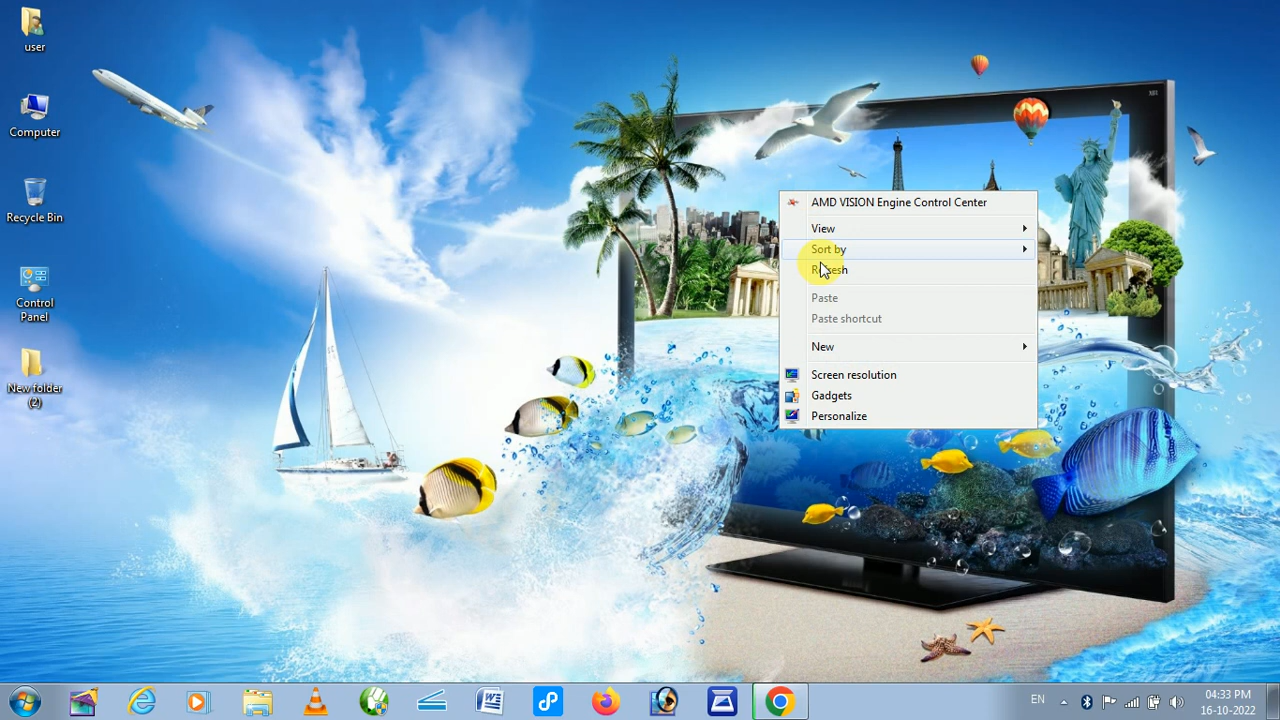 user
Computer
Recycle Bin
Control
Panel
New folder
(2)
AMD VISION Engine Control Center
View
Sort by
Refresh
Paste
Paste shortcut
New
Screen resolution
Gadgets
Personalize
EN
04:33 PM
16-10-2022